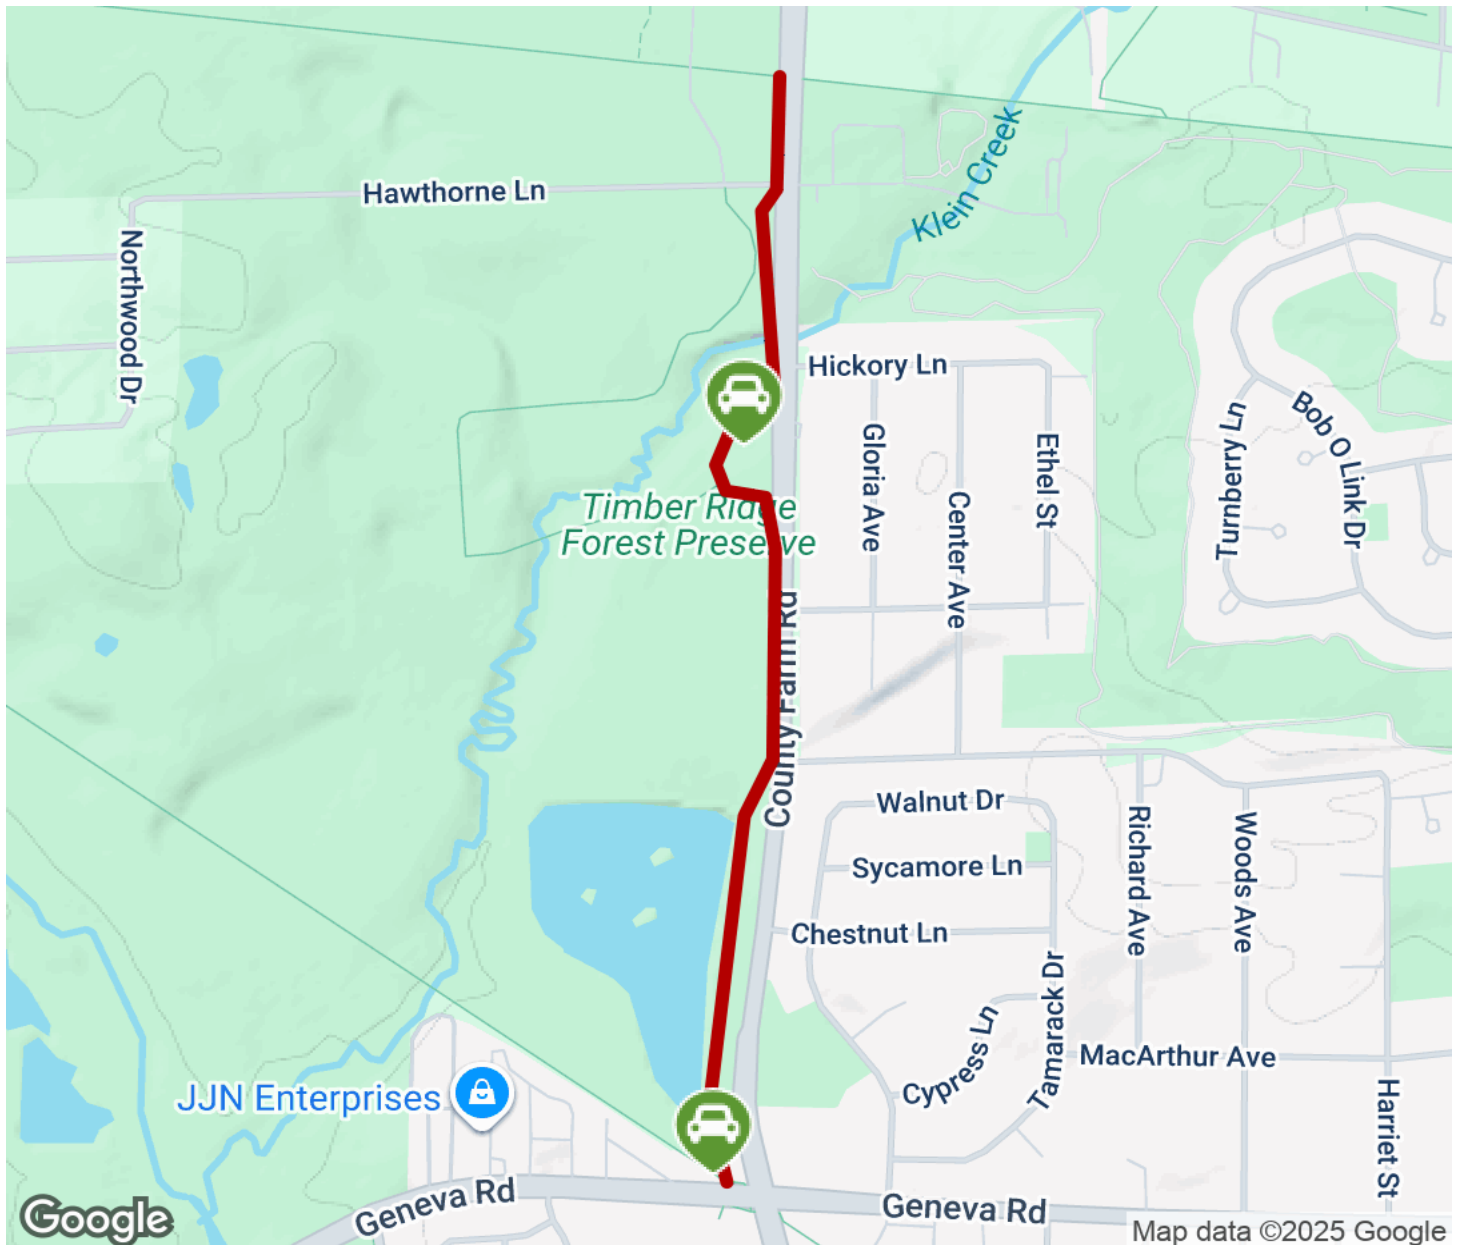 Hawthorne Ln
Klein Creek
Northwood Dr
Hickory Ln
Gloria Ave
Center Ave
Ethel St
Turnberry Ln
Bob O Link Dr
Timber Ridge
Forest Preserve
County Farm Rd
Walnut Dr
Sycamore Ln
Chestnut Ln
Richard Ave
Woods Ave
Cypress Ln
Tamarack Dr
MacArthur Ave
Harriet St
JJN Enterprises
Geneva Rd
Geneva Rd
Google
Map data ©2025 Google